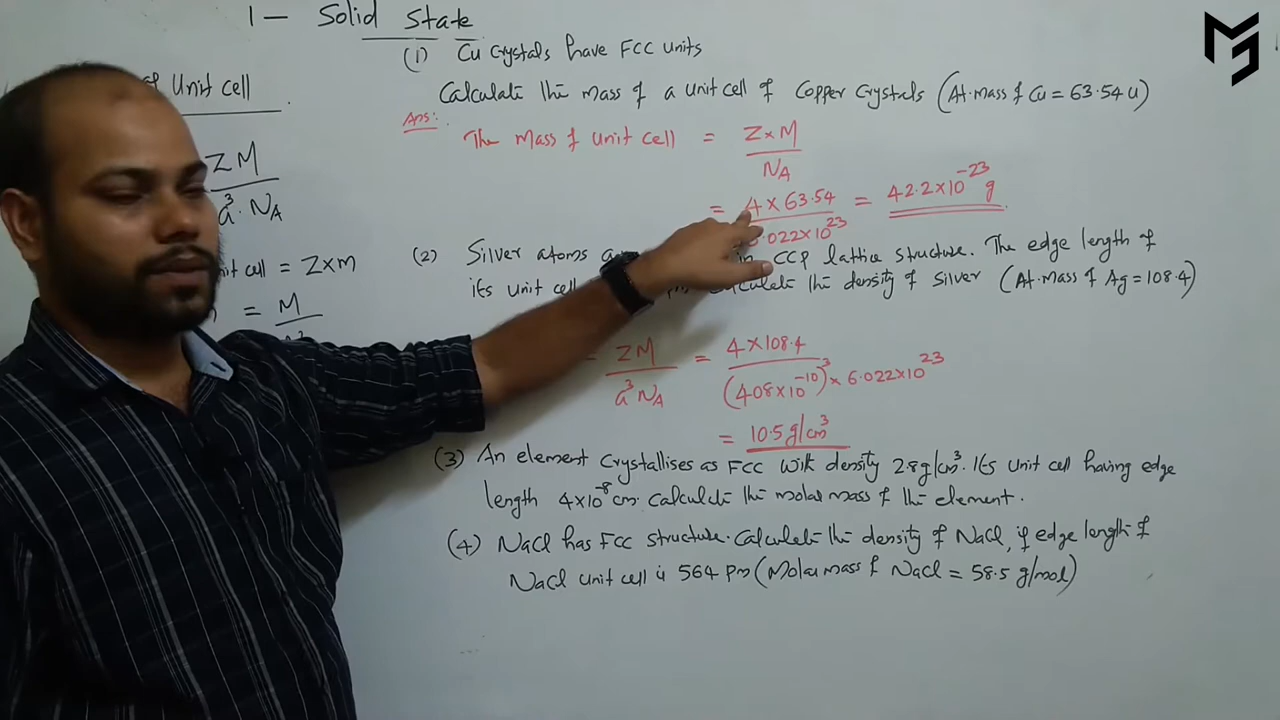 1 — Solid State
(1) Cu Crystals have FCC units
of Unit cell
Calculate the mass of a unit cell of Copper Crystals (At. mass of Cu = 63.54 u)
Ans:
The Mass of Unit cell = Z×M
N_A
ZM
a³. N_A
= 4 × 63.54 = 42.2×10⁻²³ g
.022×10²³
(2) Silver atoms in CCP lattice structure. The edge length of
unit cell = Z×m
its unit cell Calculate the density of Silver (At. mass of Ag = 108.4)
= M
= ZM = 4×108.4
a³ N_A (408×10⁻¹⁰)³ × 6.022×10²³
= 10.5 g/cm³
(3) An element Crystallises as FCC with density 2.8 g/cm³. Its unit cell having edge
length 4×10⁻⁸ cm. calculate the molar mass of the element.
(4) NaCl has FCC structure. Calculate the density of NaCl, if edge length of
NaCl unit cell is 564 pm (Molar mass of NaCl = 58.5 g/mol)